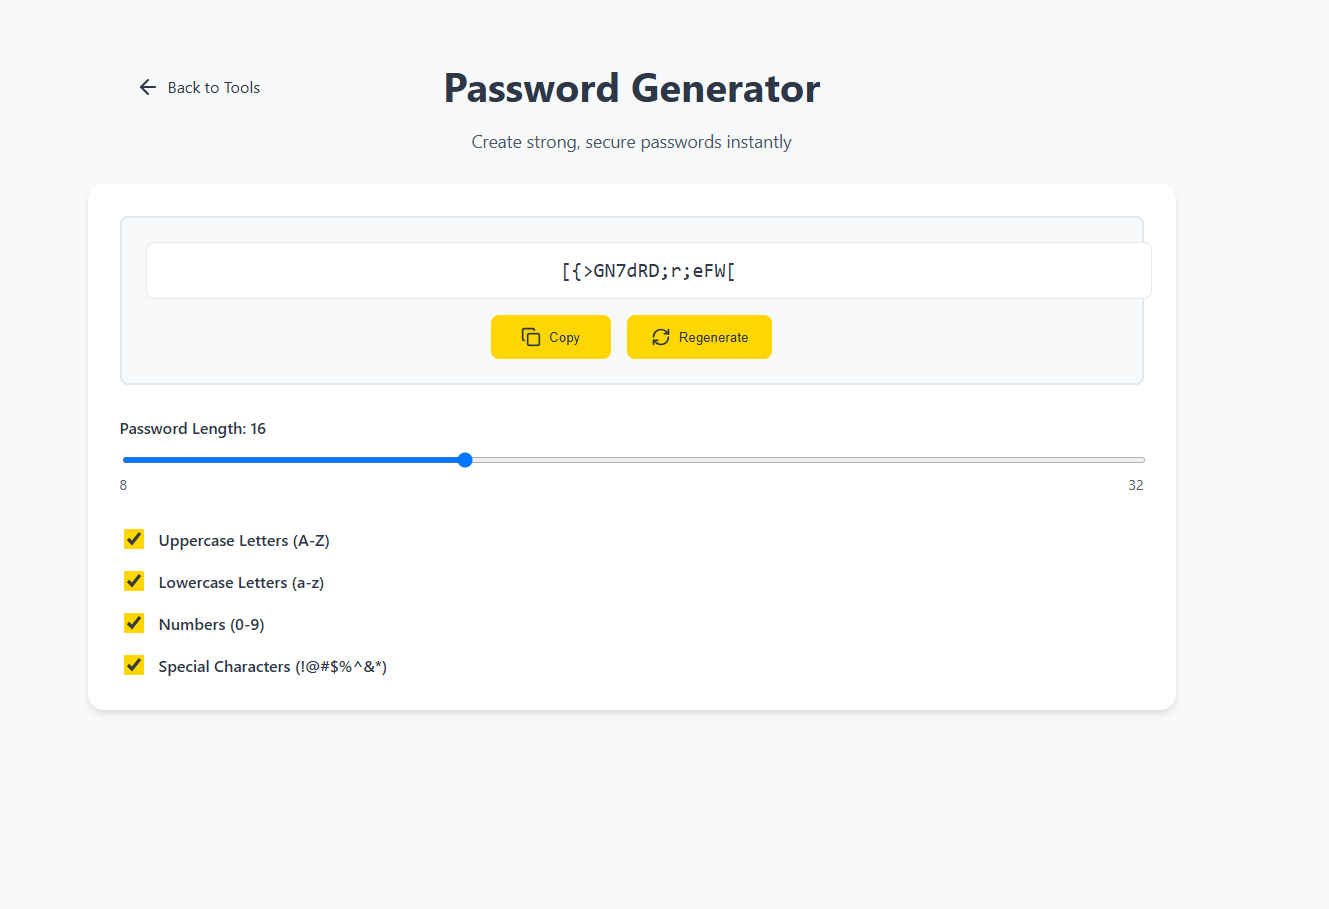 Back to Tools
Password Generator
Create strong, secure passwords instantly
[{>GN7dRD;r;eFW[
Copy
Regenerate
Password Length: 16
8
32
Uppercase Letters (A-Z)
Lowercase Letters (a-z)
Numbers (0-9)
Special Characters (!@#$%^&*)